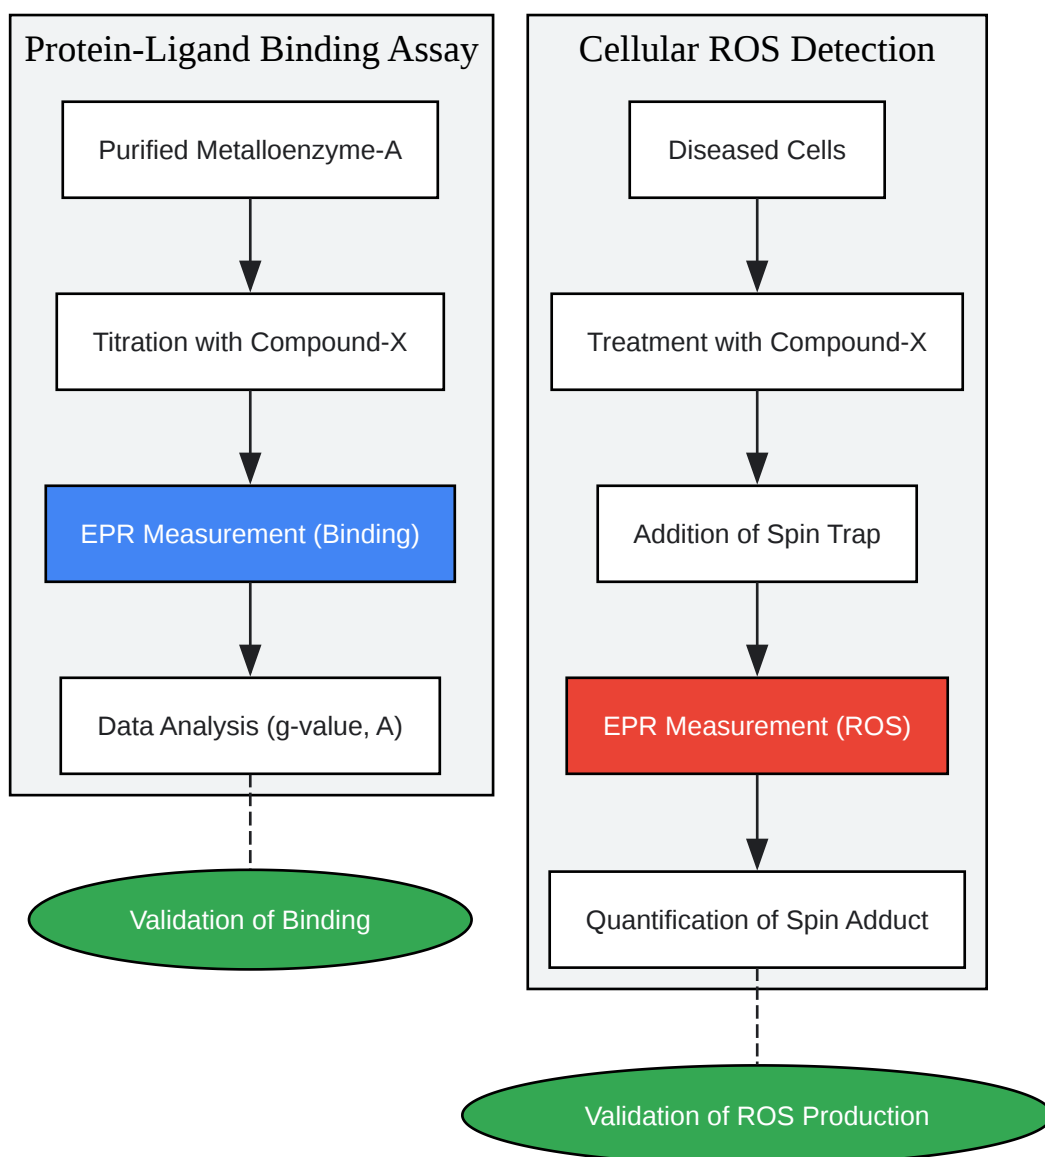 Protein-Ligand Binding Assay
Purified Metalloenzyme-A
Titration with Compound-X
EPR Measurement (Binding)
Data Analysis (g-value, A)
Validation of Binding
Cellular ROS Detection
Diseased Cells
Treatment with Compound-X
Addition of Spin Trap
EPR Measurement (ROS)
Quantification of Spin Adduct
Validation of ROS Production